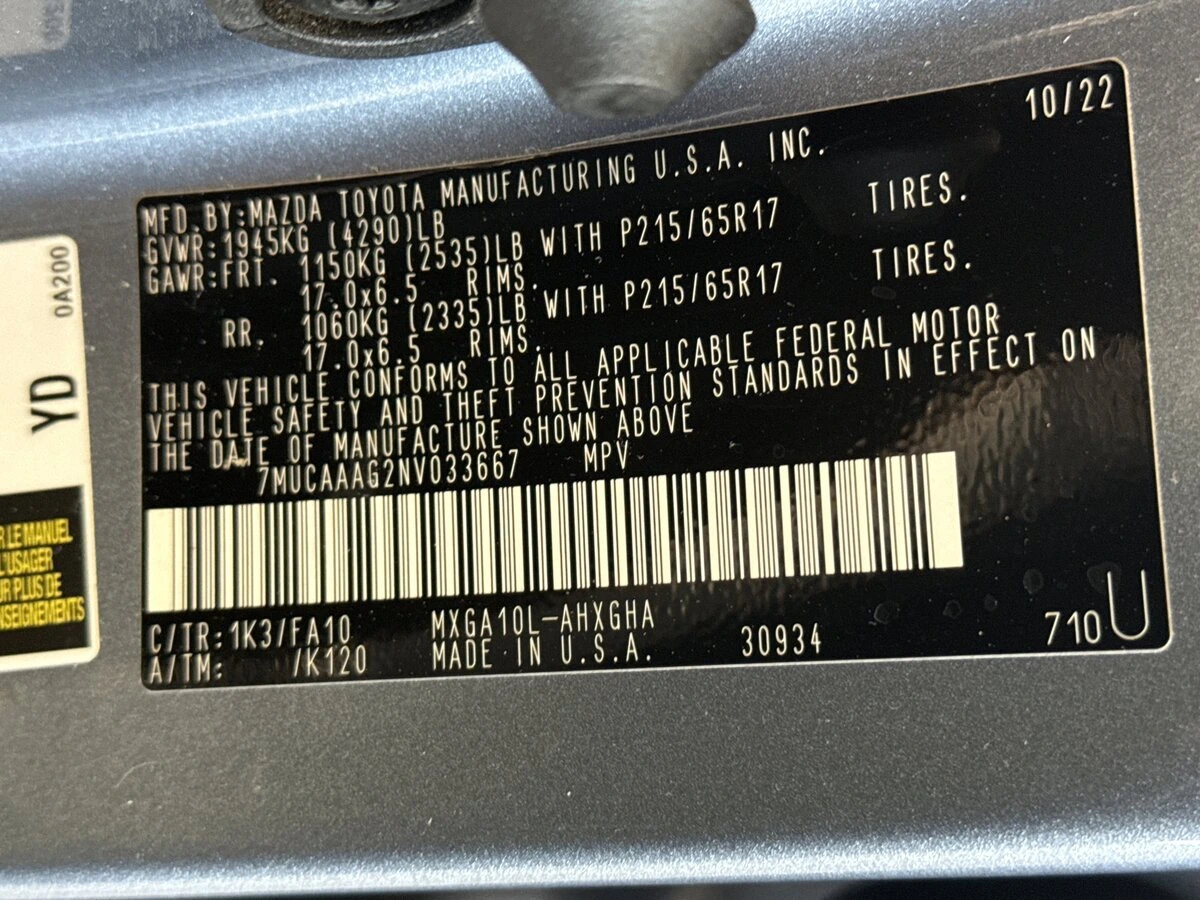 10/22
MFD.BY:MAZDA TOYOTA MANUFACTURING U.S.A. INC.
GVWR:1945KG (4290)LB
GAWR:FRT. 1150KG (2535)LB WITH P215/65R17 TIRES.
17.0x6.5 RIMS.
RR. 1060KG (2335)LB WITH P215/65R17 TIRES.
17.0x6.5 RIMS.
THIS VEHICLE CONFORMS TO ALL APPLICABLE FEDERAL MOTOR
VEHICLE SAFETY AND THEFT PREVENTION STANDARDS IN EFFECT ON
THE DATE OF MANUFACTURE SHOWN ABOVE
7MUCAAAG2NV033667 MPV
C/TR:1K3/FA10 MXGA10L-AHXGHA
A/TM: /K120 MADE IN U.S.A. 30934 710U
0A200
YD
LE MANUEL
L'USAGER
PLUS DE